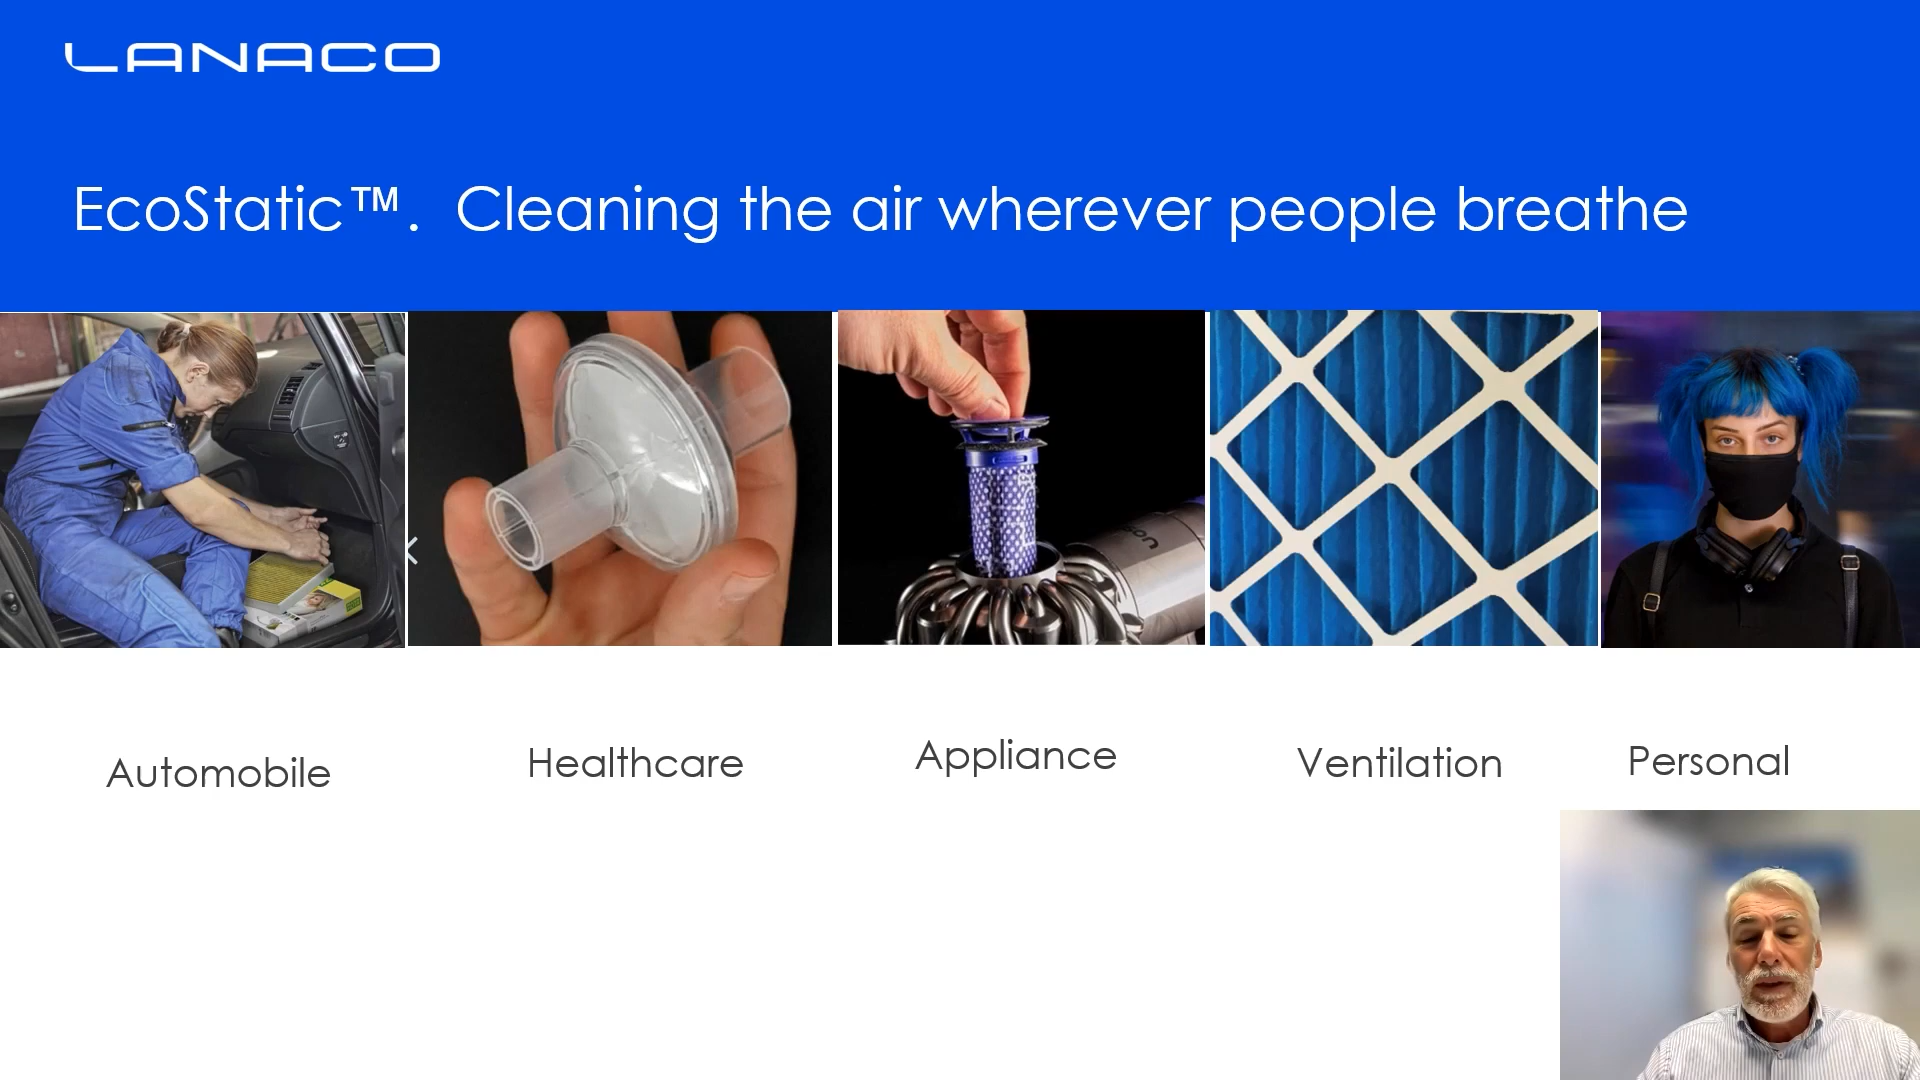 LANACO
EcoStatic™. Cleaning the air wherever people breathe
Automobile
Healthcare
Appliance
Ventilation
Personal